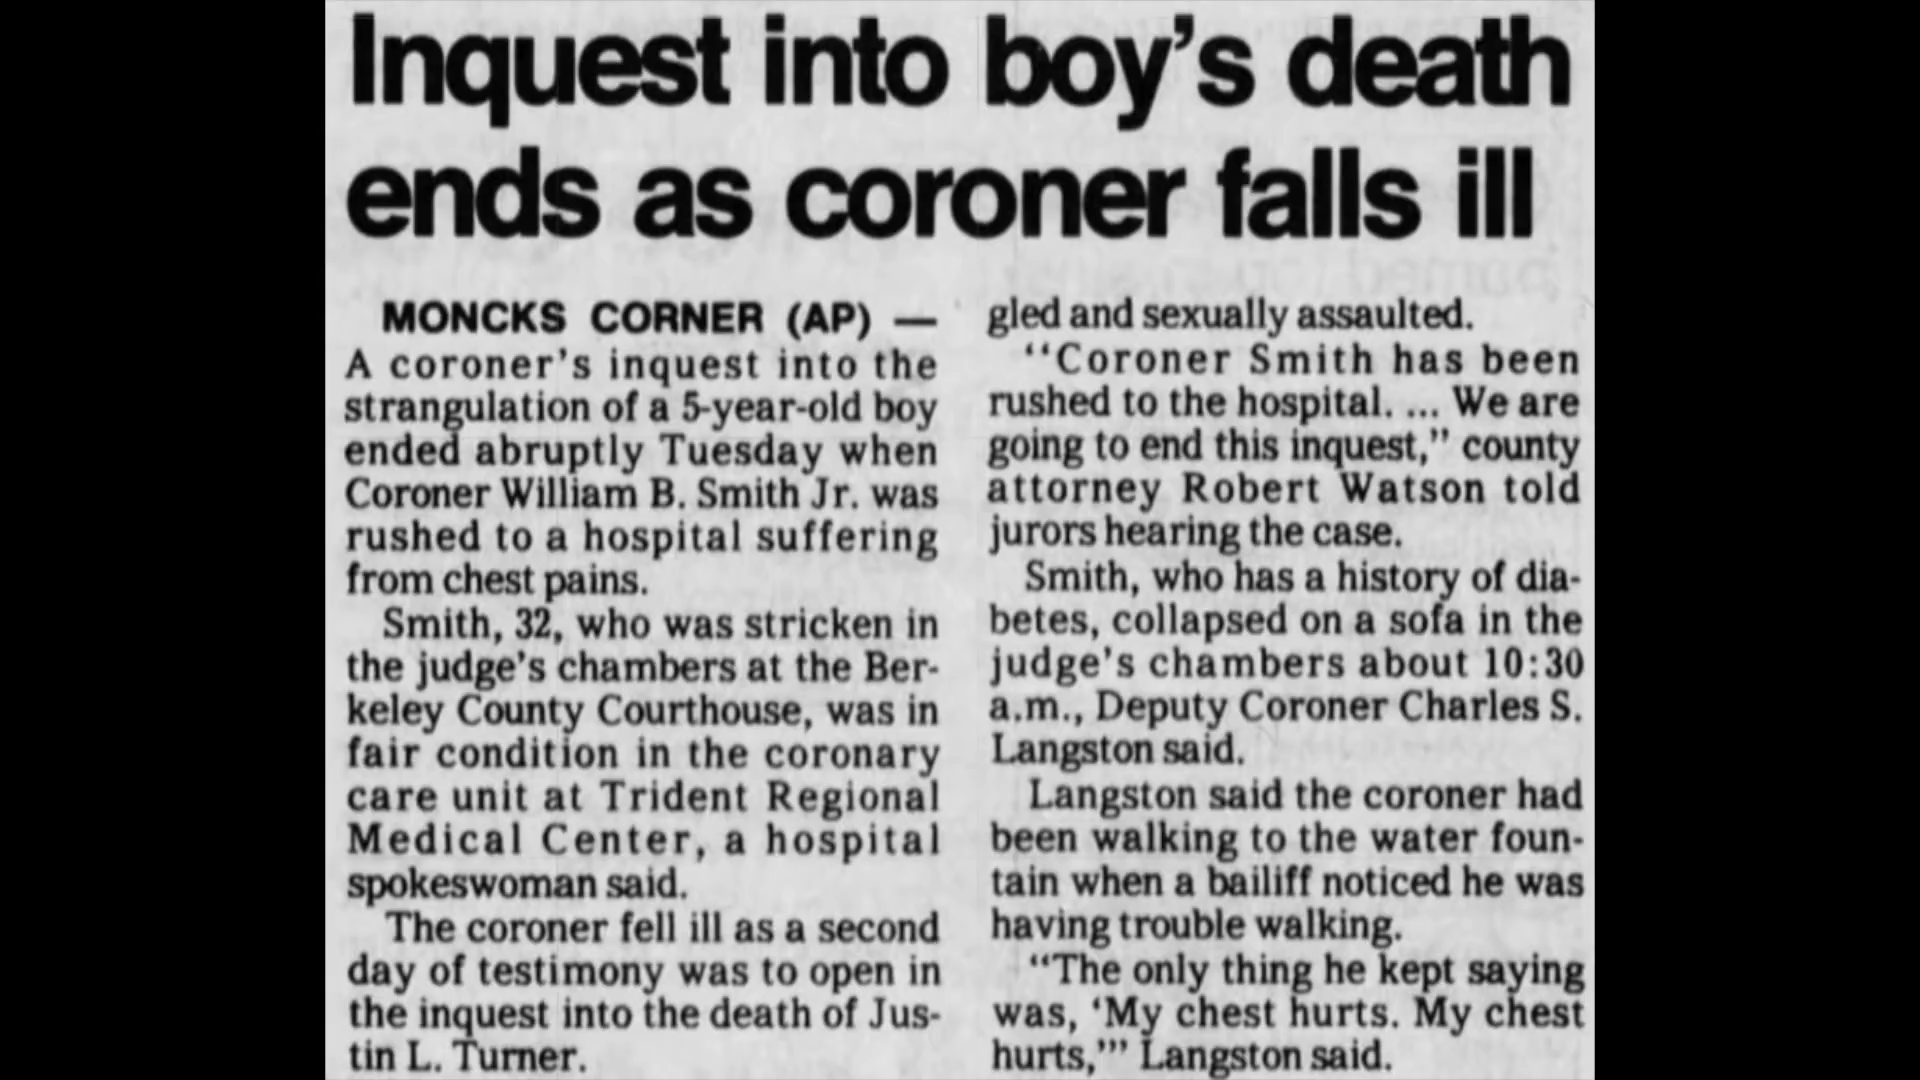 Inquest into boy's death
ends as coroner falls ill
MONCKS CORNER (AP) —
A coroner's inquest into the
strangulation of a 5-year-old boy
ended abruptly Tuesday when
Coroner William B. Smith Jr. was
rushed to a hospital suffering
from chest pains.
Smith, 32, who was stricken in
the judge's chambers at the Ber-
keley County Courthouse, was in
fair condition in the coronary
care unit at Trident Regional
Medical Center, a hospital
spokeswoman said.
The coroner fell ill as a second
day of testimony was to open in
the inquest into the death of Jus-
tin L. Turner.
gled and sexually assaulted.
"Coroner Smith has been
rushed to the hospital. ... We are
going to end this inquest," county
attorney Robert Watson told
jurors hearing the case.
Smith, who has a history of dia-
betes, collapsed on a sofa in the
judge's chambers about 10:30
a.m., Deputy Coroner Charles S.
Langston said.
Langston said the coroner had
been walking to the water foun-
tain when a bailiff noticed he was
having trouble walking.
"The only thing he kept saying
was, 'My chest hurts. My chest
hurts,'" Langston said.